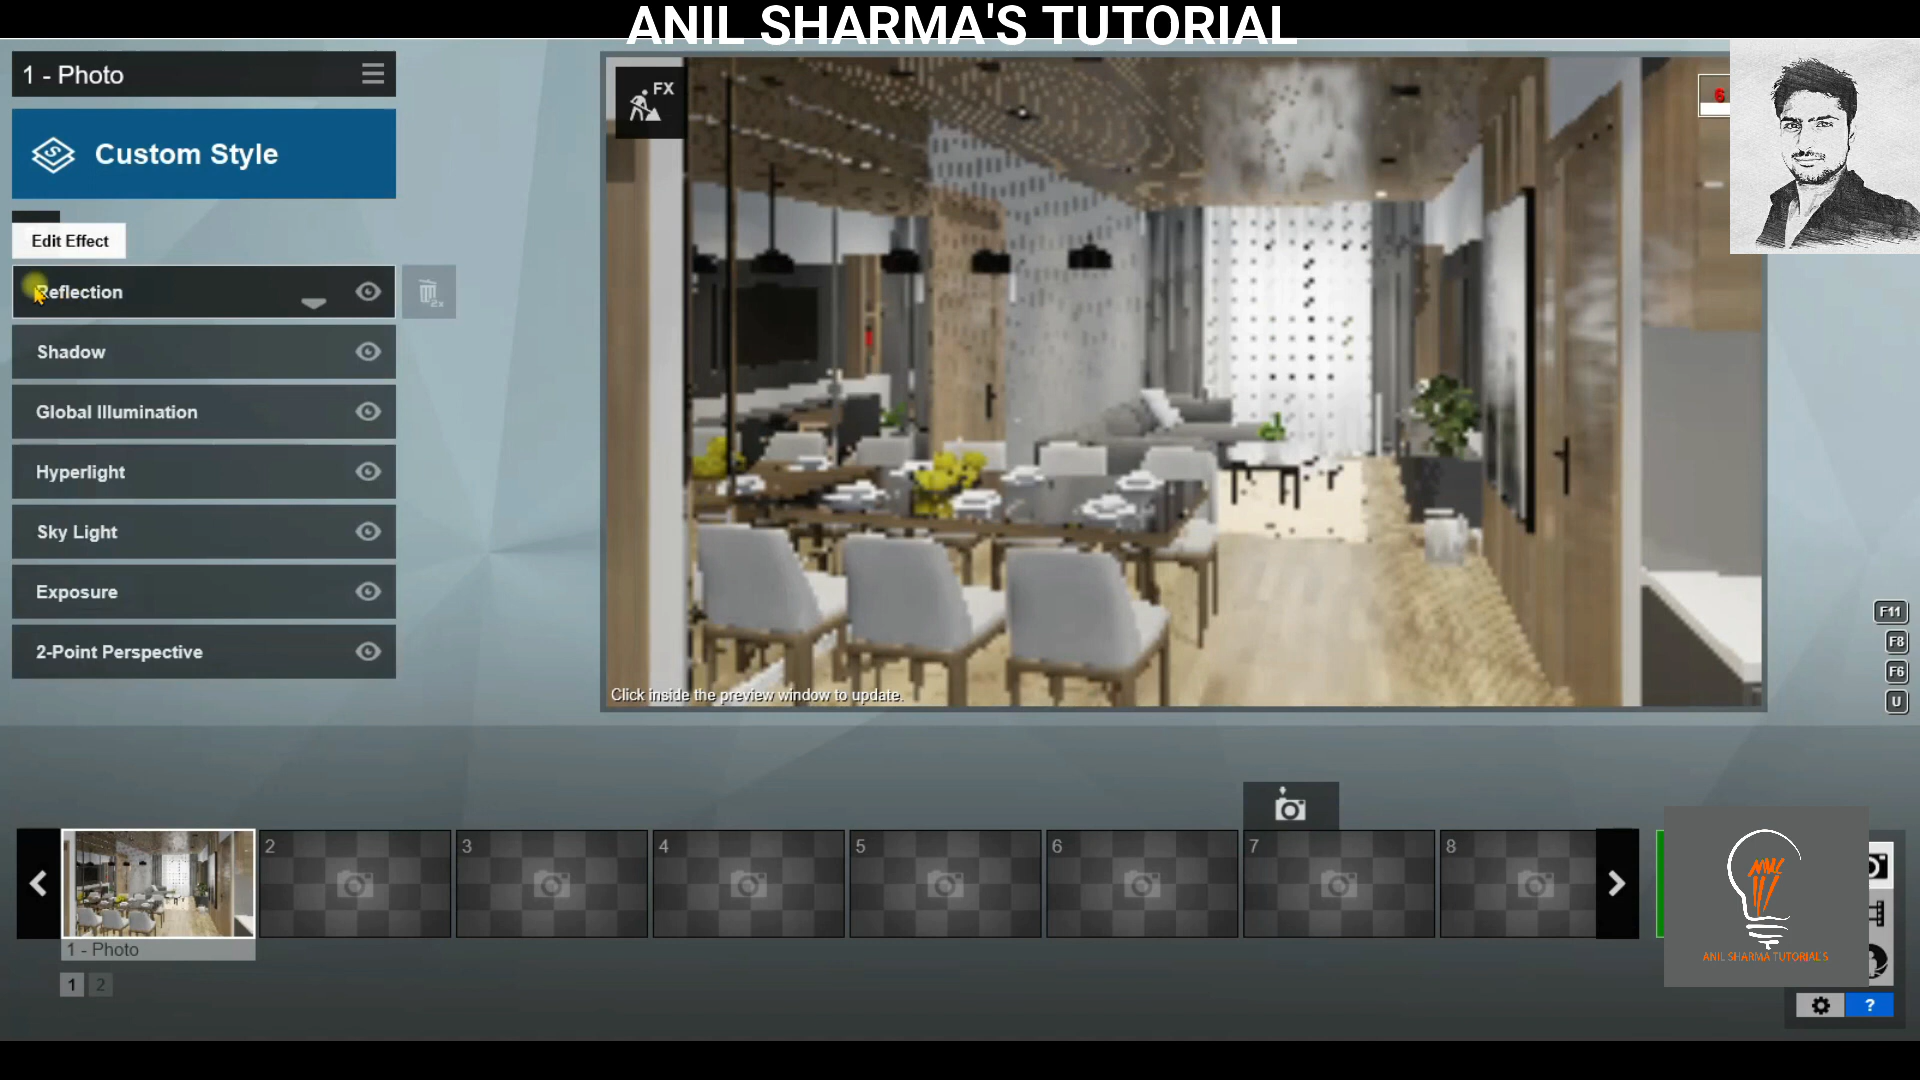 ANIL SHARMA'S TUTORIAL
1 - Photo
FX
6
Custom Style
Edit Effect
Reflection
2x
Shadow
Global Illumination
Hyperlight
Sky Light
Exposure
2-Point Perspective
Click inside the preview window to update.
F11
F8
F6
U
2
3
4
5
6
7
8
1 - Photo
1
2
ANIL SHARMA TUTORIALS
?